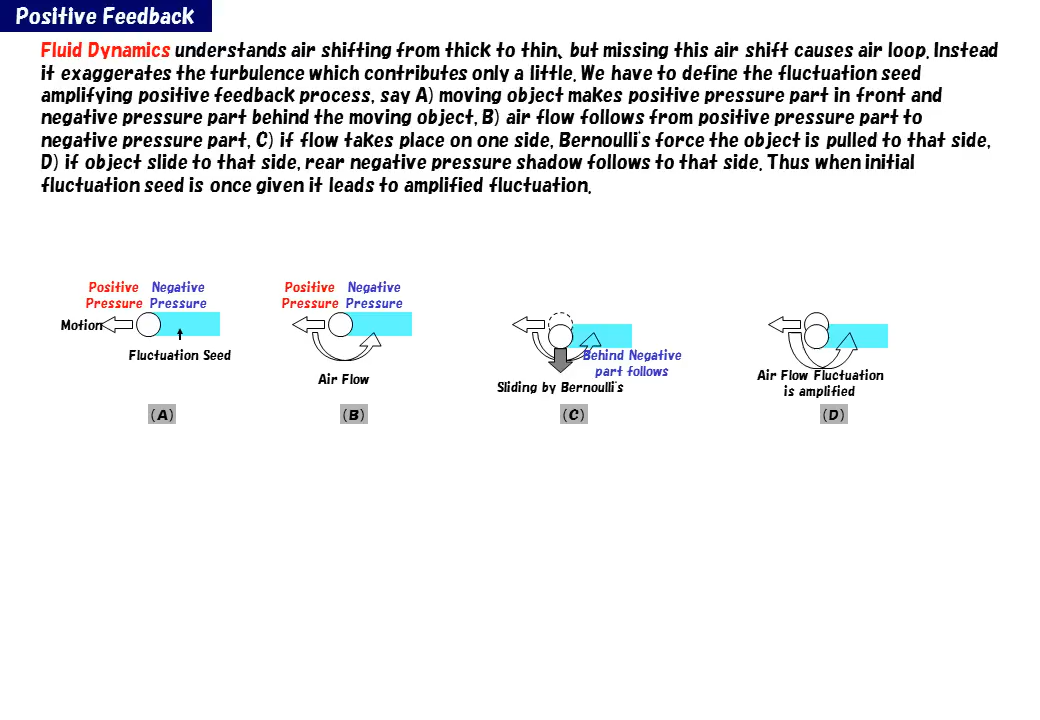 Positive Feedback
Fluid Dynamics understands air shifting from thick to thin, but missing this air shift causes air loop. Instead
it exaggerates the turbulence which contributes only a little. We have to define the fluctuation seed
amplifying positive feedback process, say A) moving object makes positive pressure part in front and
negative pressure part behind the moving object, B) air flow follows from positive pressure part to
negative pressure part, C) if flow takes place on one side, Bernoulli's force the object is pulled to that side,
D) if object slide to that side, rear negative pressure shadow follows to that side. Thus when initial
fluctuation seed is once given it leads to amplified fluctuation.
Positive Negative
Pressure Pressure
Motion
Fluctuation Seed
(A)
Positive Negative
Pressure Pressure
Air Flow
(B)
Behind Negative
part follows
Sliding by Bernoulli's
(C)
Air Flow Fluctuation
is amplified
(D)